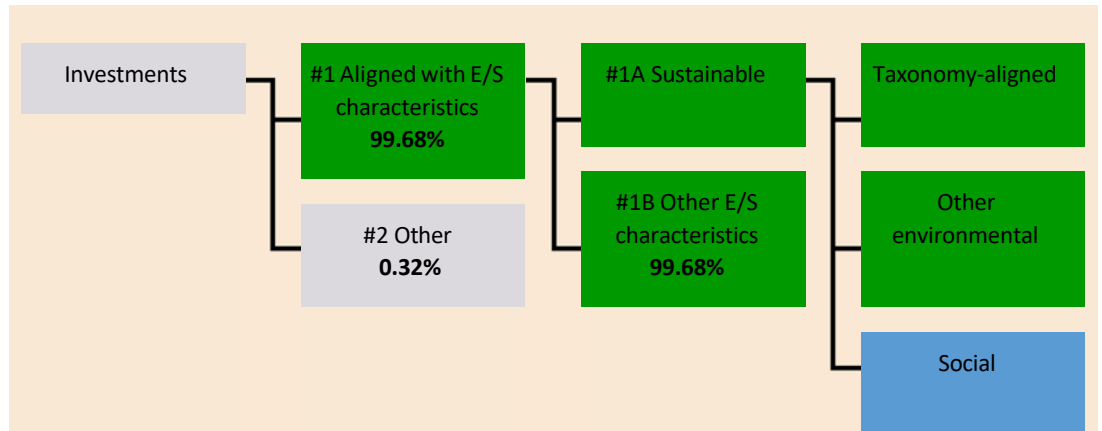 Investments
#1 Aligned with E/S
characteristics
99.68%
#2 Other
0.32%
#1A Sustainable
#1B Other E/S
characteristics
99.68%
Taxonomy-aligned
Other
environmental
Social